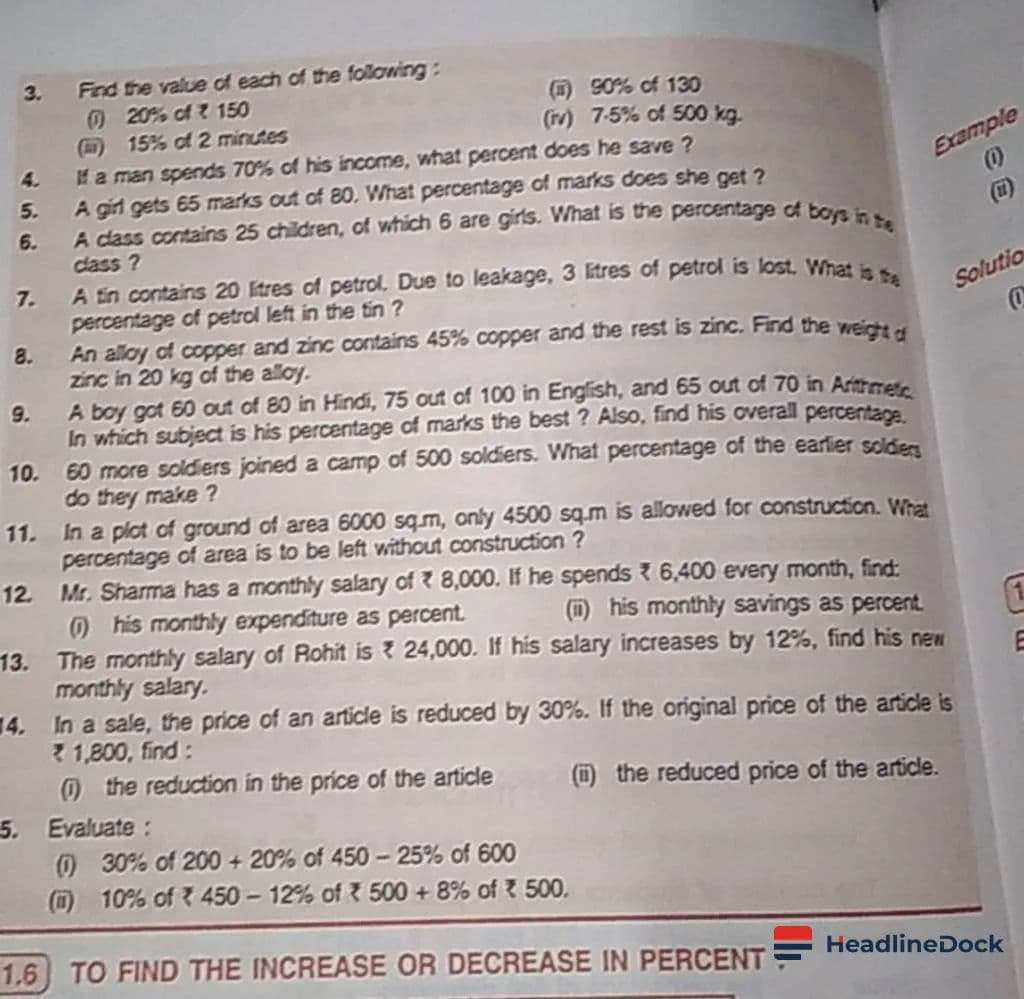 3. Find the value of each of the following :
(i) 20% of ₹ 150 (ii) 90% of 130
(iii) 15% of 2 minutes (iv) 7·5% of 500 kg.
4. If a man spends 70% of his income, what percent does he save ?
5. A girl gets 65 marks out of 80. What percentage of marks does she get ?
6. A class contains 25 children, of which 6 are girls. What is the percentage of boys in the
class ?
7. A tin contains 20 litres of petrol. Due to leakage, 3 litres of petrol is lost. What is the
percentage of petrol left in the tin ?
8. An alloy of copper and zinc contains 45% copper and the rest is zinc. Find the weight of
zinc in 20 kg of the alloy.
9. A boy got 60 out of 80 in Hindi, 75 out of 100 in English, and 65 out of 70 in Arithmetic.
In which subject is his percentage of marks the best ? Also, find his overall percentage.
10. 60 more soldiers joined a camp of 500 soldiers. What percentage of the earlier soldiers
do they make ?
11. In a plot of ground of area 6000 sq.m, only 4500 sq.m is allowed for construction. What
percentage of area is to be left without construction ?
12. Mr. Sharma has a monthly salary of ₹ 8,000. If he spends ₹ 6,400 every month, find:
(i) his monthly expenditure as percent. (ii) his monthly savings as percent.
13. The monthly salary of Rohit is ₹ 24,000. If his salary increases by 12%, find his new
monthly salary.
14. In a sale, the price of an article is reduced by 30%. If the original price of the article is
₹ 1,800, find :
(i) the reduction in the price of the article (ii) the reduced price of the article.
5. Evaluate :
(i) 30% of 200 + 20% of 450 – 25% of 600
(ii) 10% of ₹ 450 – 12% of ₹ 500 + 8% of ₹ 500.
1.6 TO FIND THE INCREASE OR DECREASE IN PERCENT :
Example
(i)
(ii)
Solutio
(i)
1
E
HeadlineDock